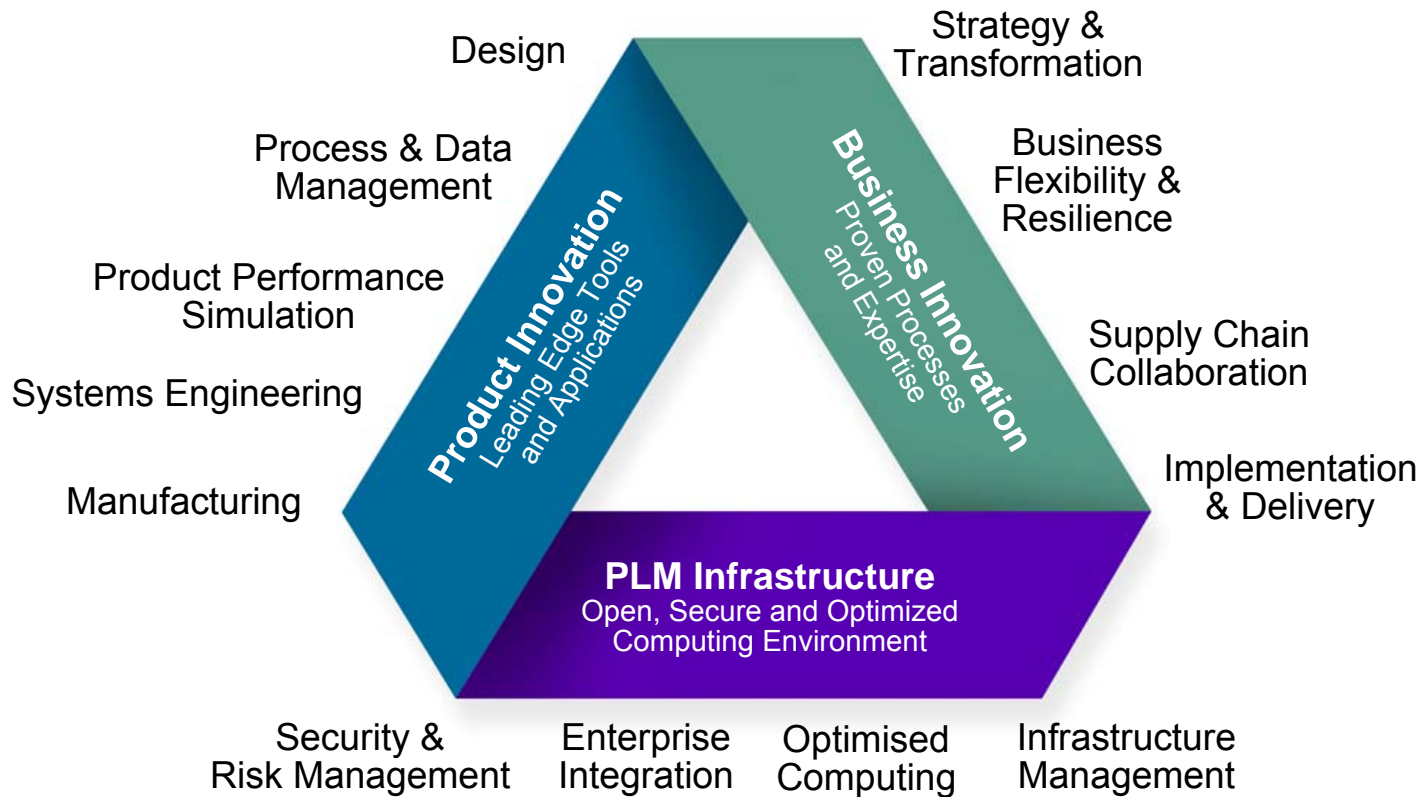 Design
Process & Data
Management
Product Performance
Simulation
Systems Engineering
Manufacturing
Product Innovation
Leading Edge Tools
and Applications
Strategy &
Transformation
Business
Flexibility &
Resilience
Supply Chain
Collaboration
Implementation
& Delivery
Business Innovation
Proven Processes
and Expertise
PLM Infrastructure
Open, Secure and Optimized
Computing Environment
Security &
Risk Management
Enterprise
Integration
Optimised
Computing
Infrastructure
Management